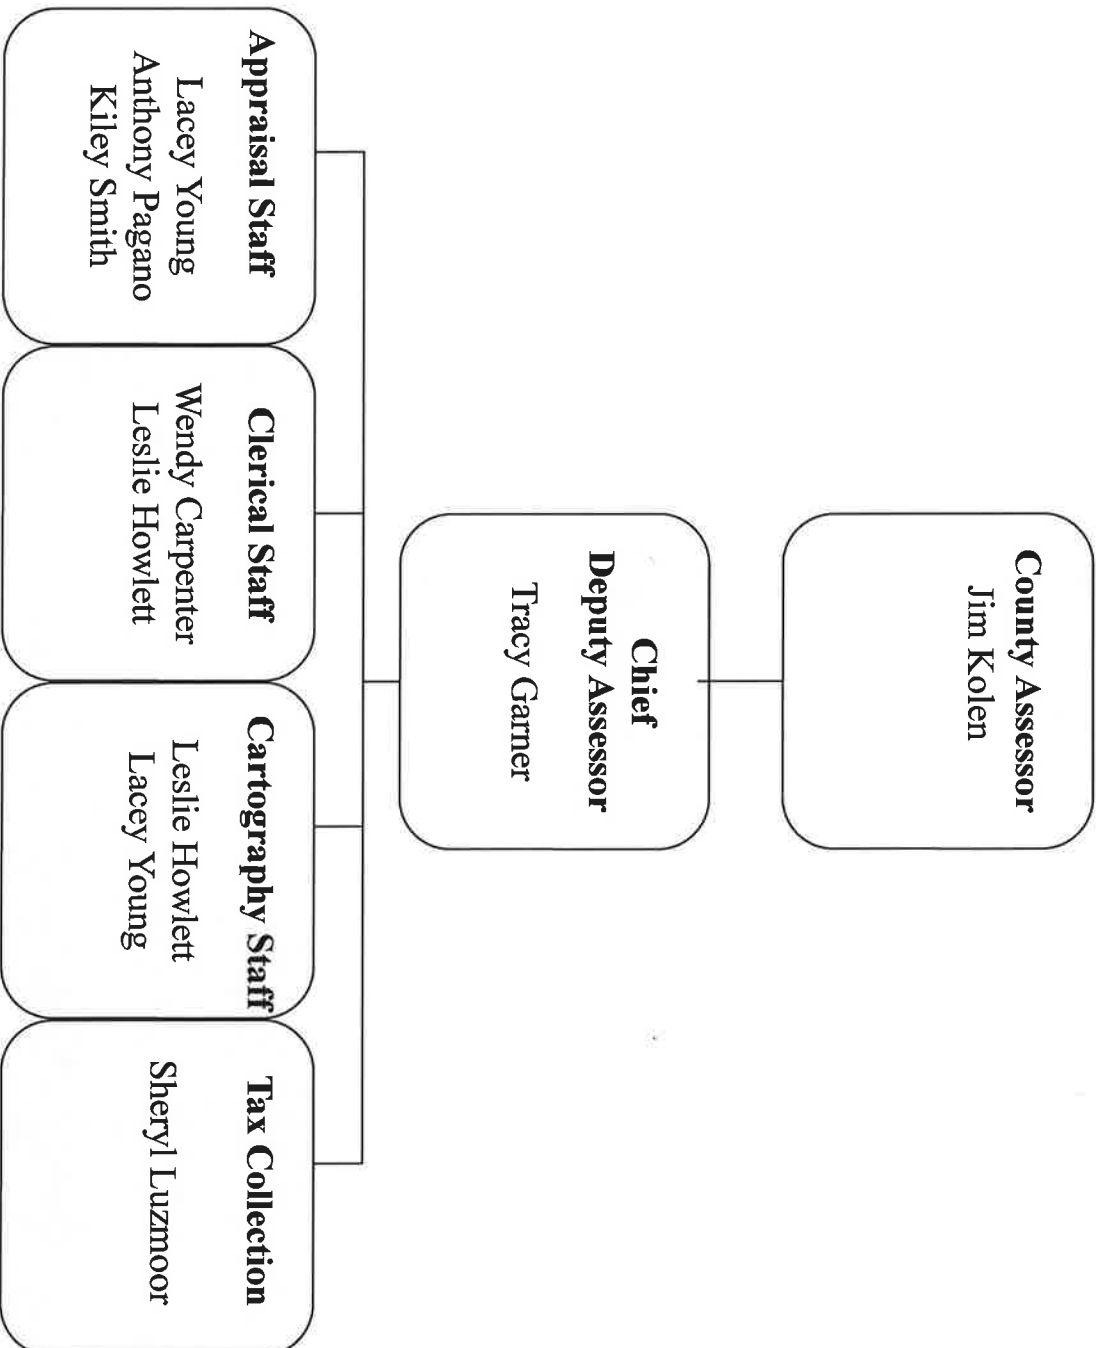 County Assessor
Jim Kolen
Chief
Deputy Assessor
Tracy Garner
Appraisal Staff
Lacey Young
Anthony Pagano
Kiley Smith
Clerical Staff
Wendy Carpenter
Leslie Howlett
Cartography Staff
Leslie Howlett
Lacey Young
Tax Collection
Sheryl Luzmoor